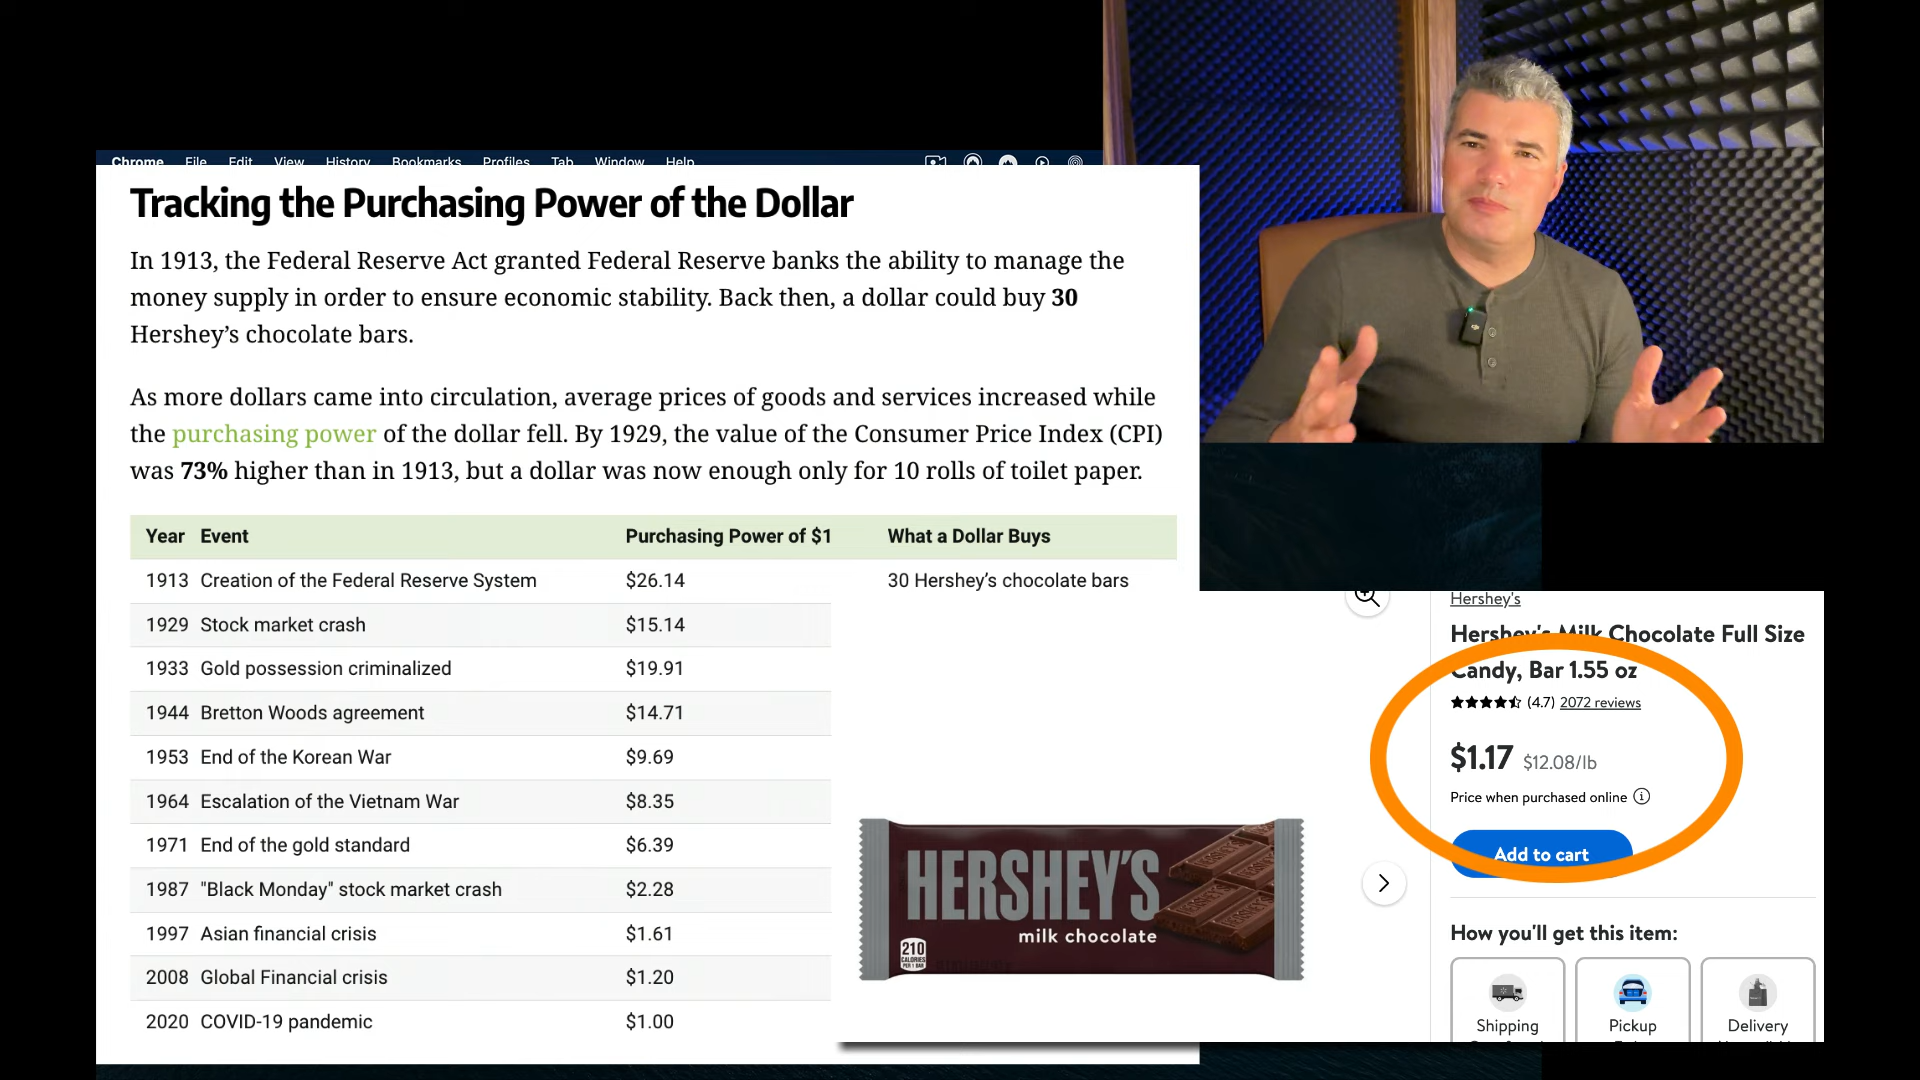 Chrome File Edit View History Bookmarks Profiles Tab Window Help
Tracking the Purchasing Power of the Dollar
In 1913, the Federal Reserve Act granted Federal Reserve banks the ability to manage the
money supply in order to ensure economic stability. Back then, a dollar could buy 30
Hershey’s chocolate bars.
As more dollars came into circulation, average prices of goods and services increased while
the purchasing power of the dollar fell. By 1929, the value of the Consumer Price Index (CPI)
was 73% higher than in 1913, but a dollar was now enough only for 10 rolls of toilet paper.
Year Event Purchasing Power of $1 What a Dollar Buys
1913 Creation of the Federal Reserve System $26.14 30 Hershey’s chocolate bars
1929 Stock market crash $15.14
1933 Gold possession criminalized $19.91
1944 Bretton Woods agreement $14.71
1953 End of the Korean War $9.69
1964 Escalation of the Vietnam War $8.35
1971 End of the gold standard $6.39
1987 "Black Monday" stock market crash $2.28
1997 Asian financial crisis $1.61
2008 Global Financial crisis $1.20
2020 COVID-19 pandemic $1.00
HERSHEY'S
milk chocolate
210
CALORIES
PER 1 BAR
Hershey's
Hershey's Milk Chocolate Full Size
Candy, Bar 1.55 oz
(4.7) 2072 reviews
$1.17 $12.08/lb
Price when purchased online
Add to cart
How you'll get this item:
Shipping Pickup Delivery